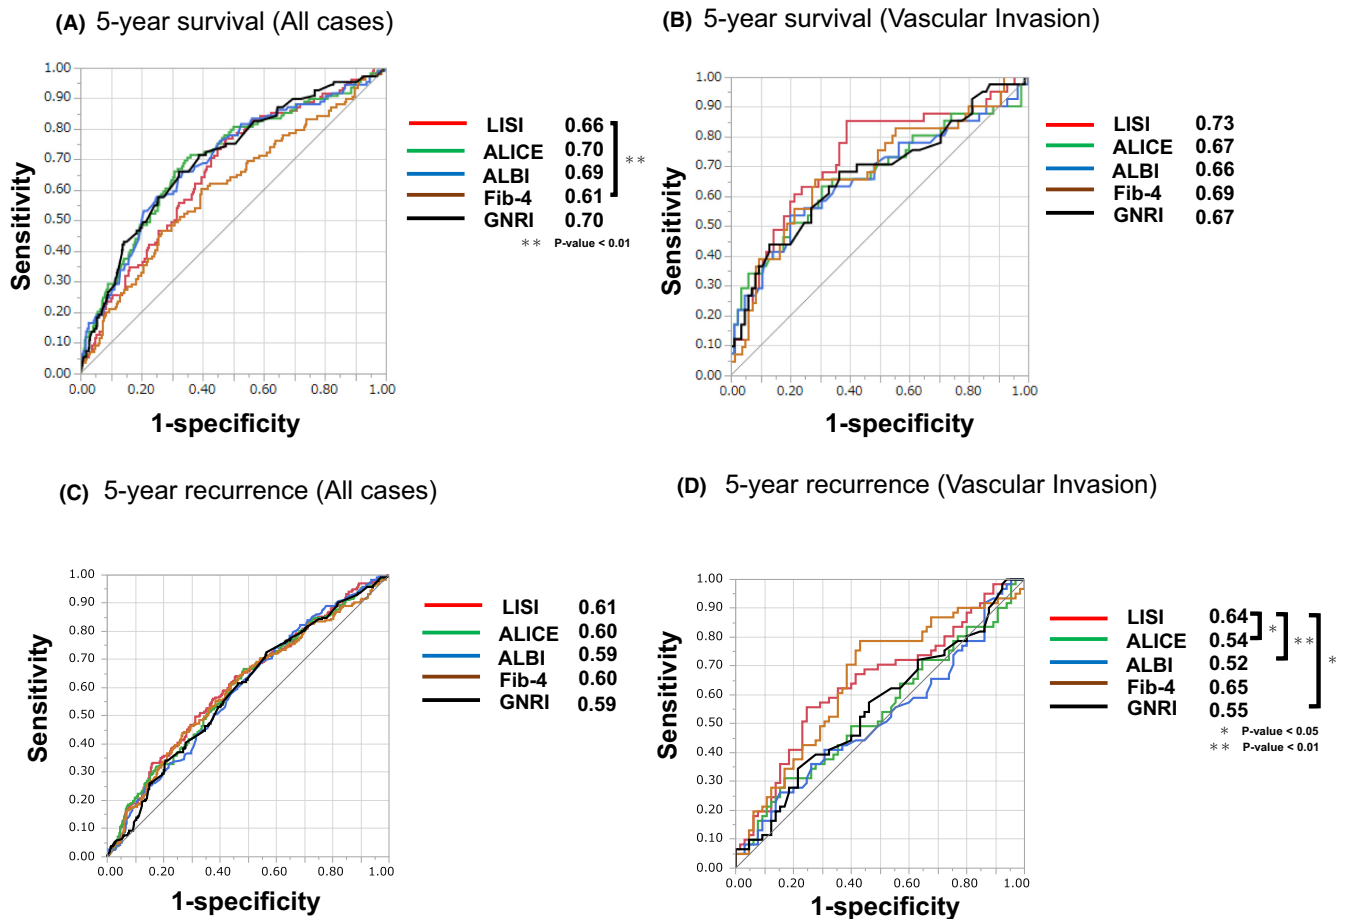 (A) 5-year survival (All cases)
1.00
0.90
0.80
0.70
0.60
0.50
0.40
0.30
0.20
0.10
0.00
Sensitivity
0.00 0.20 0.40 0.60 0.80 1.00
1-specificity
LISI 0.66
ALICE 0.70
ALBI 0.69
Fib-4 0.61
GNRI 0.70
**
** P-value < 0.01
(B) 5-year survival (Vascular Invasion)
1.00
0.90
0.80
0.70
0.60
0.50
0.40
0.30
0.20
0.10
0.00
Sensitivity
0.00 0.20 0.40 0.60 0.80 1.00
1-specificity
LISI 0.73
ALICE 0.67
ALBI 0.66
Fib-4 0.69
GNRI 0.67
(C) 5-year recurrence (All cases)
1.00
0.90
0.80
0.70
0.60
0.50
0.40
0.30
0.20
0.10
0.00
Sensitivity
0.00 0.20 0.40 0.60 0.80 1.00
1-specificity
LISI 0.61
ALICE 0.60
ALBI 0.59
Fib-4 0.60
GNRI 0.59
(D) 5-year recurrence (Vascular Invasion)
1.00
0.90
0.80
0.70
0.60
0.50
0.40
0.30
0.20
0.10
0.00
Sensitivity
0.00 0.20 0.40 0.60 0.80 1.00
1-specificity
LISI 0.64
ALICE 0.54
ALBI 0.52
Fib-4 0.65
GNRI 0.55
* ** *
* P-value < 0.05
** P-value < 0.01